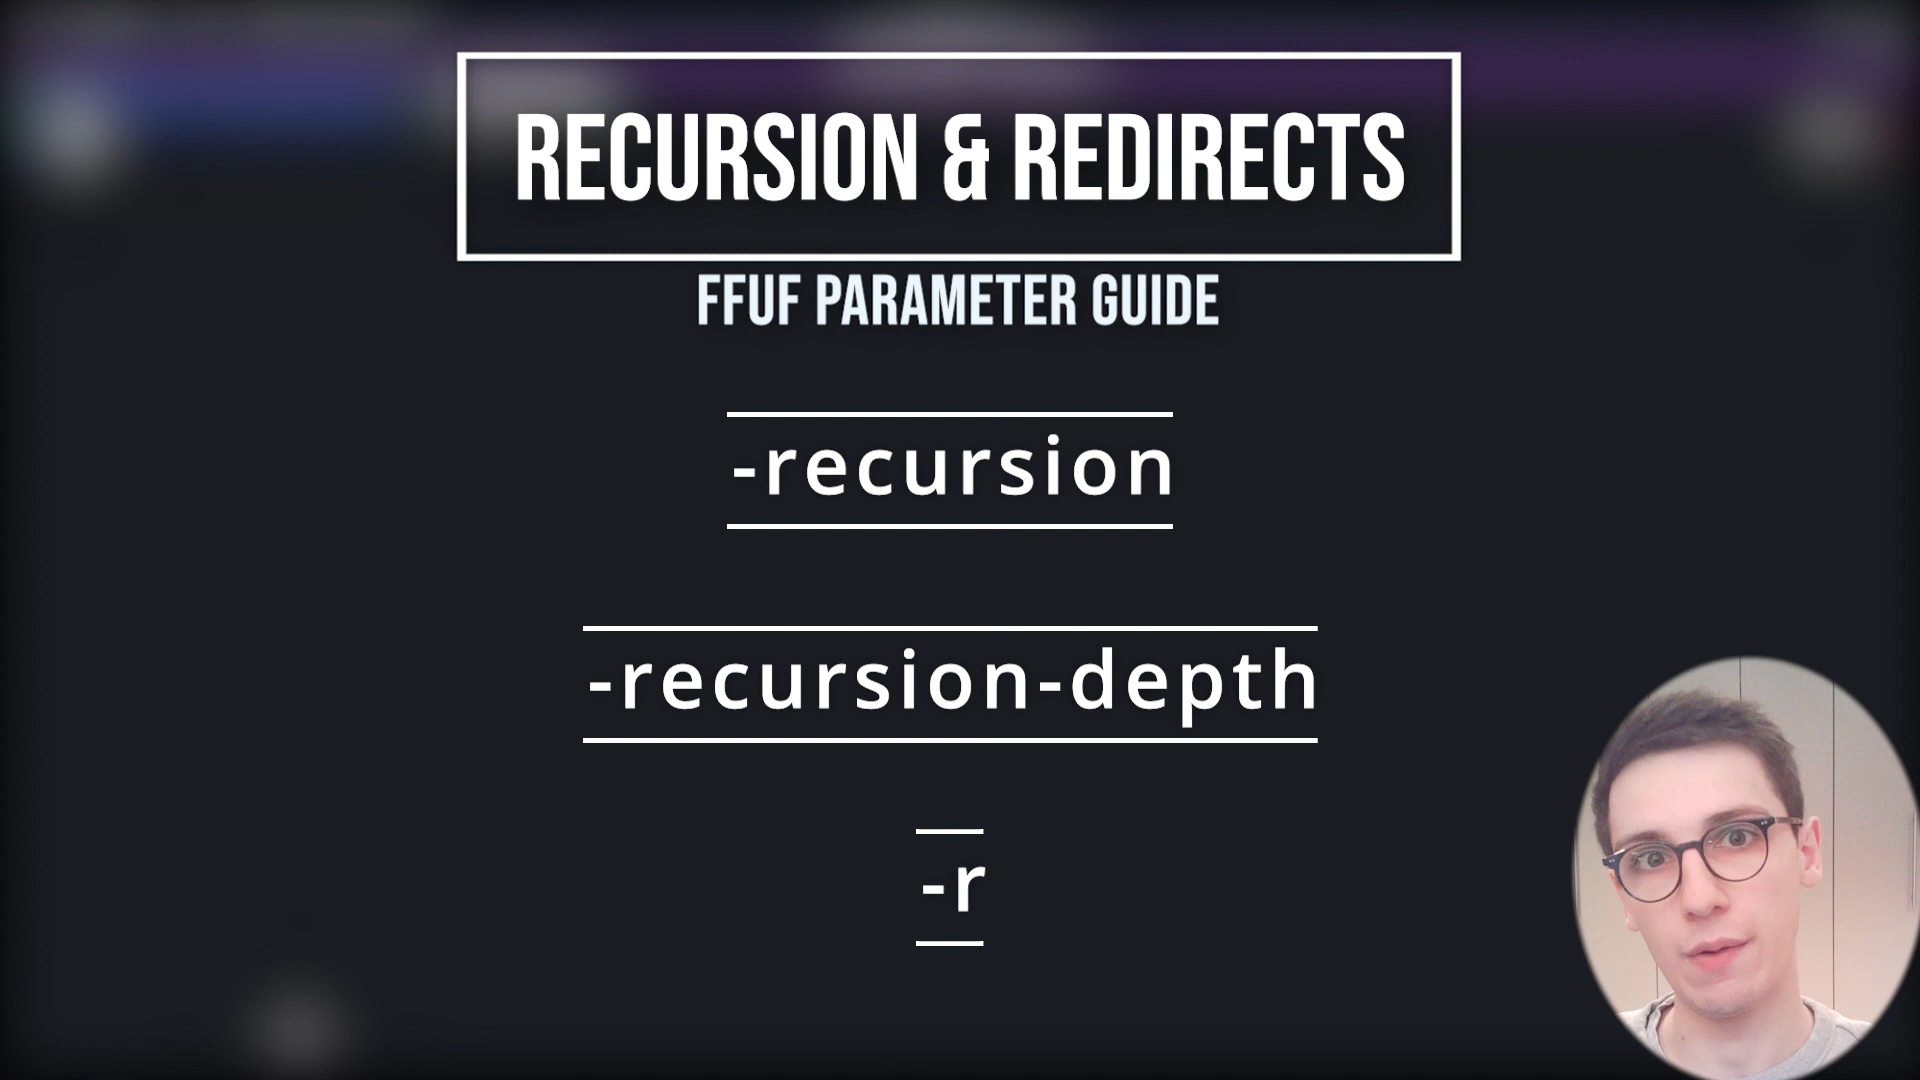 RECURSION & REDIRECTS
FFUF PARAMETER GUIDE
-recursion
-recursion-depth
-r